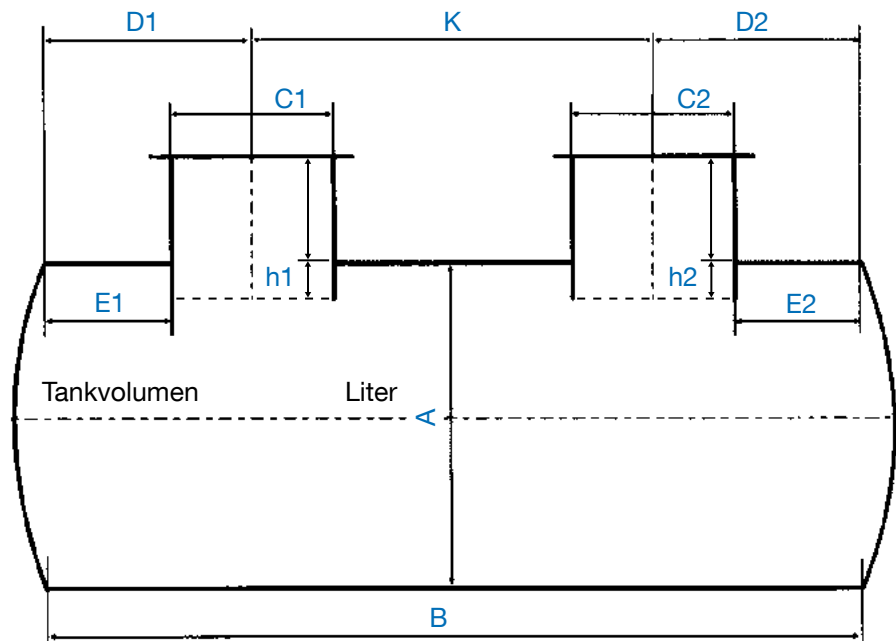 D1 K D2
C1 C2
h1 h2
E1 E2
Tankvolumen Liter
A
B